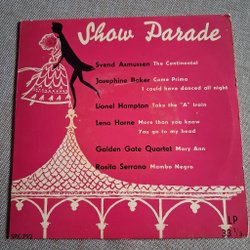 Show Parade
Svend Asmussen The Continental
Josephine Baker Come Prima
I could have danced all night
Lionel Hampton Take the "A" train
Lena Horne More than you know
You go to my head
Golden Gate Quartet Mary Ann
Rosita Serrano Mambo Negro
LP
33⅓